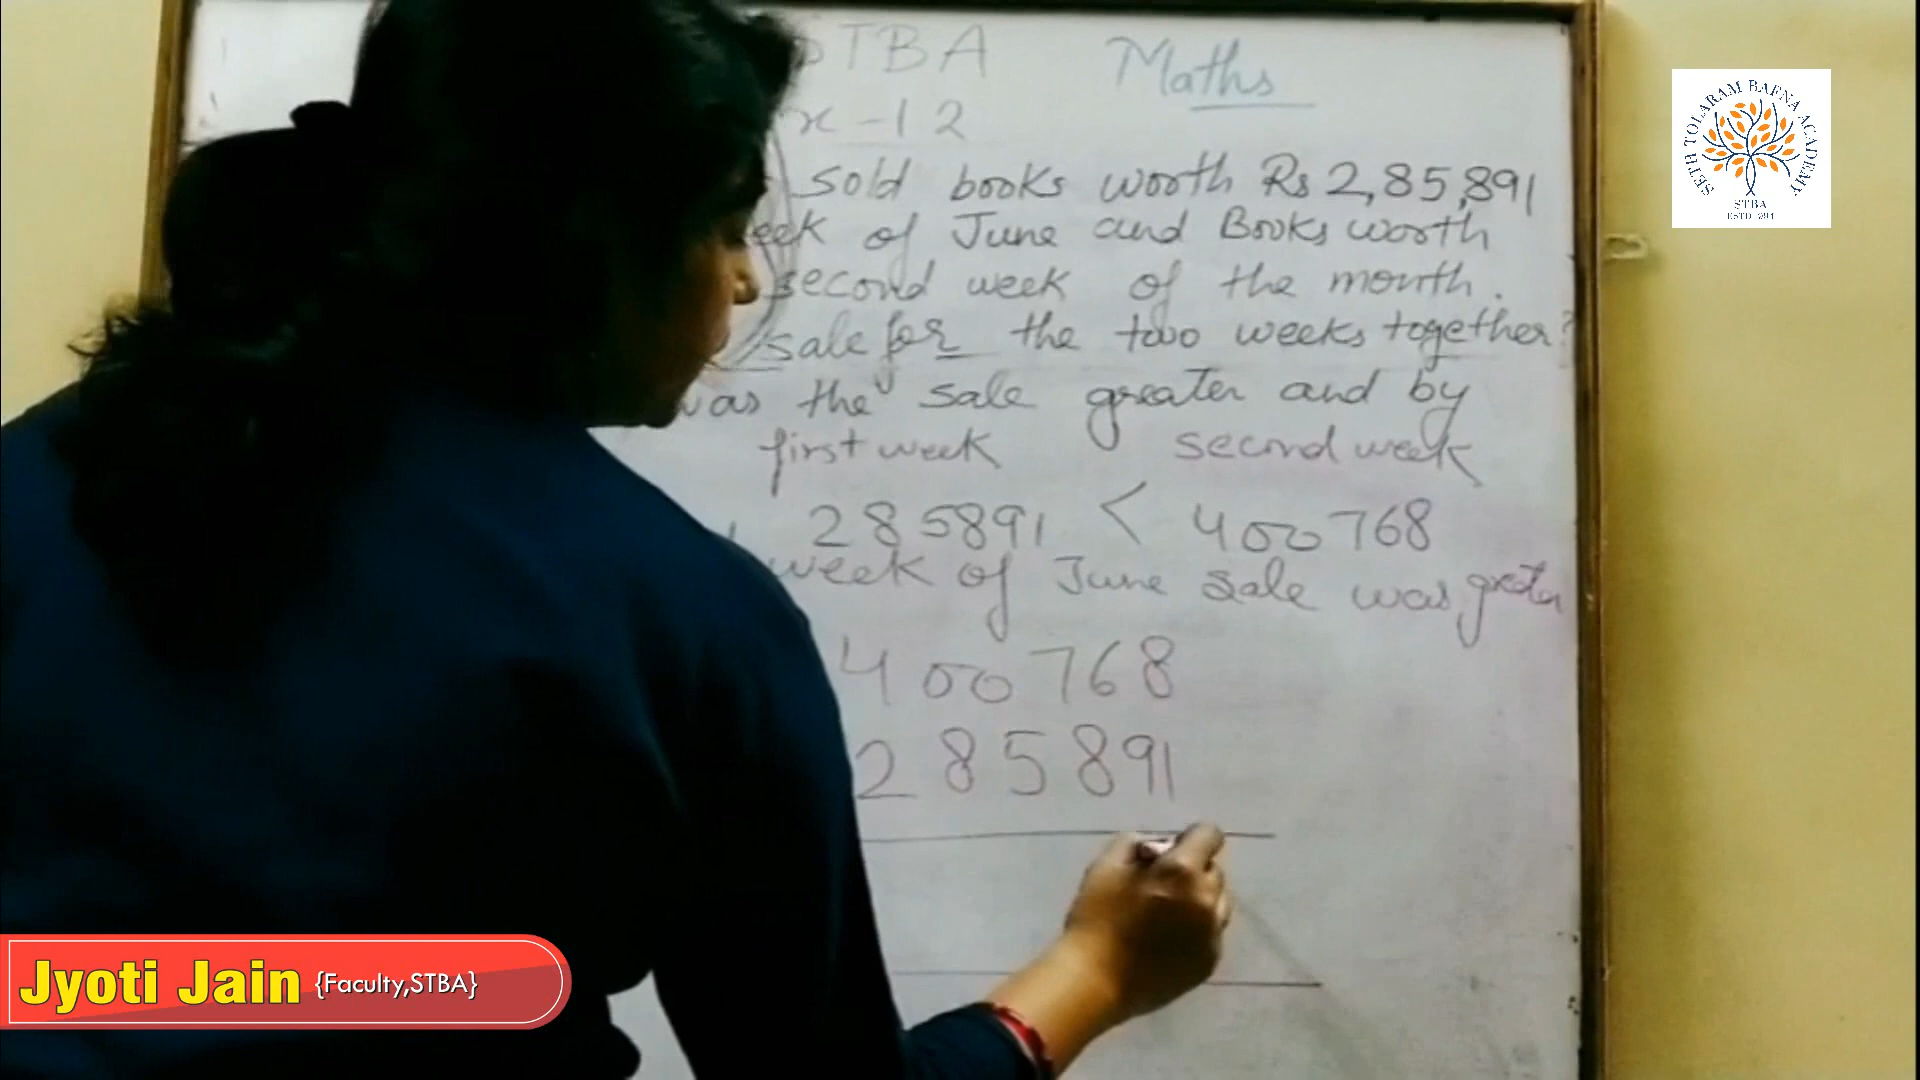 STBA Maths
x-12
sold books worth Rs 2,85,891
eek of June and Books worth
second week of the month.
sale for the two weeks together?
was the sale greater and by
first week second week
285891 < 400768
week of June sale was greater
400768
285891
SETH TOLARAM BAFNA ACADEMY
STBA
Jyoti Jain {Faculty,STBA}